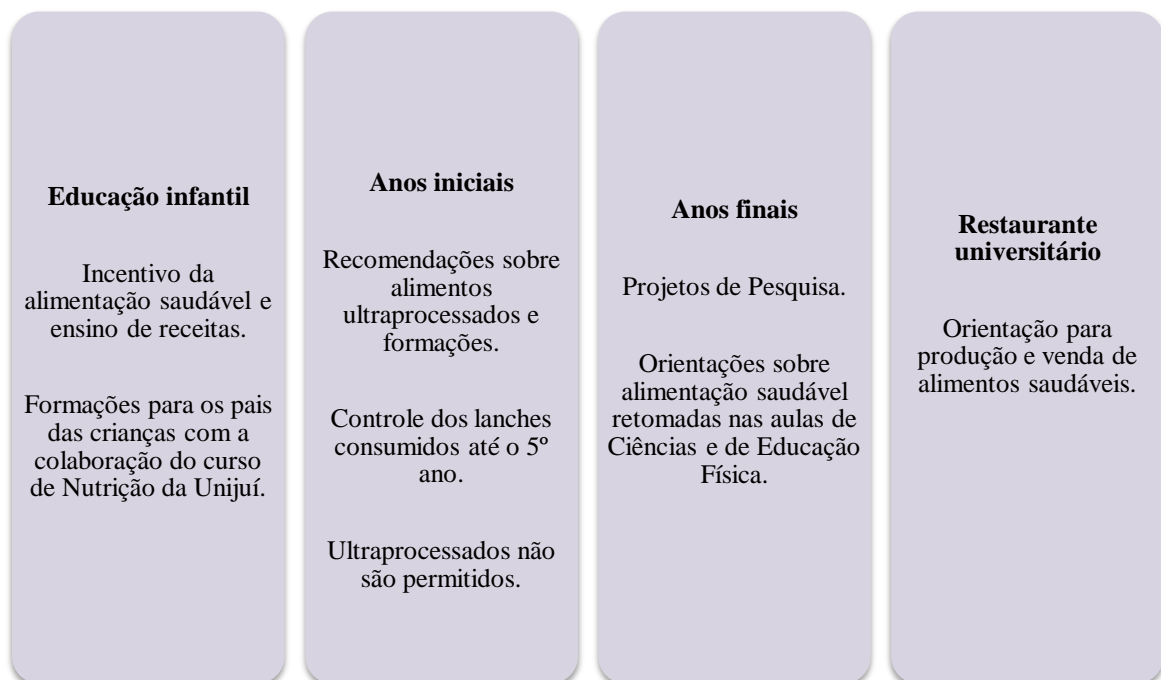 Educação infantil
Incentivo da
alimentação saudável e
ensino de receitas.
Formações para os pais
das crianças com a
colaboração do curso
de Nutrição da Unijuí.
Anos iniciais
Recomendações sobre
alimentos
ultraprocessados e
formações.
Controle dos lanches
consumidos até o 5º
ano.
Ultraprocessados não
são permitidos.
Anos finais
Projetos de Pesquisa.
Orientações sobre
alimentação saudável
retomadas nas aulas de
Ciências e de Educação
Física.
Restaurante
universitário
Orientação para
produção e venda de
alimentos saudáveis.